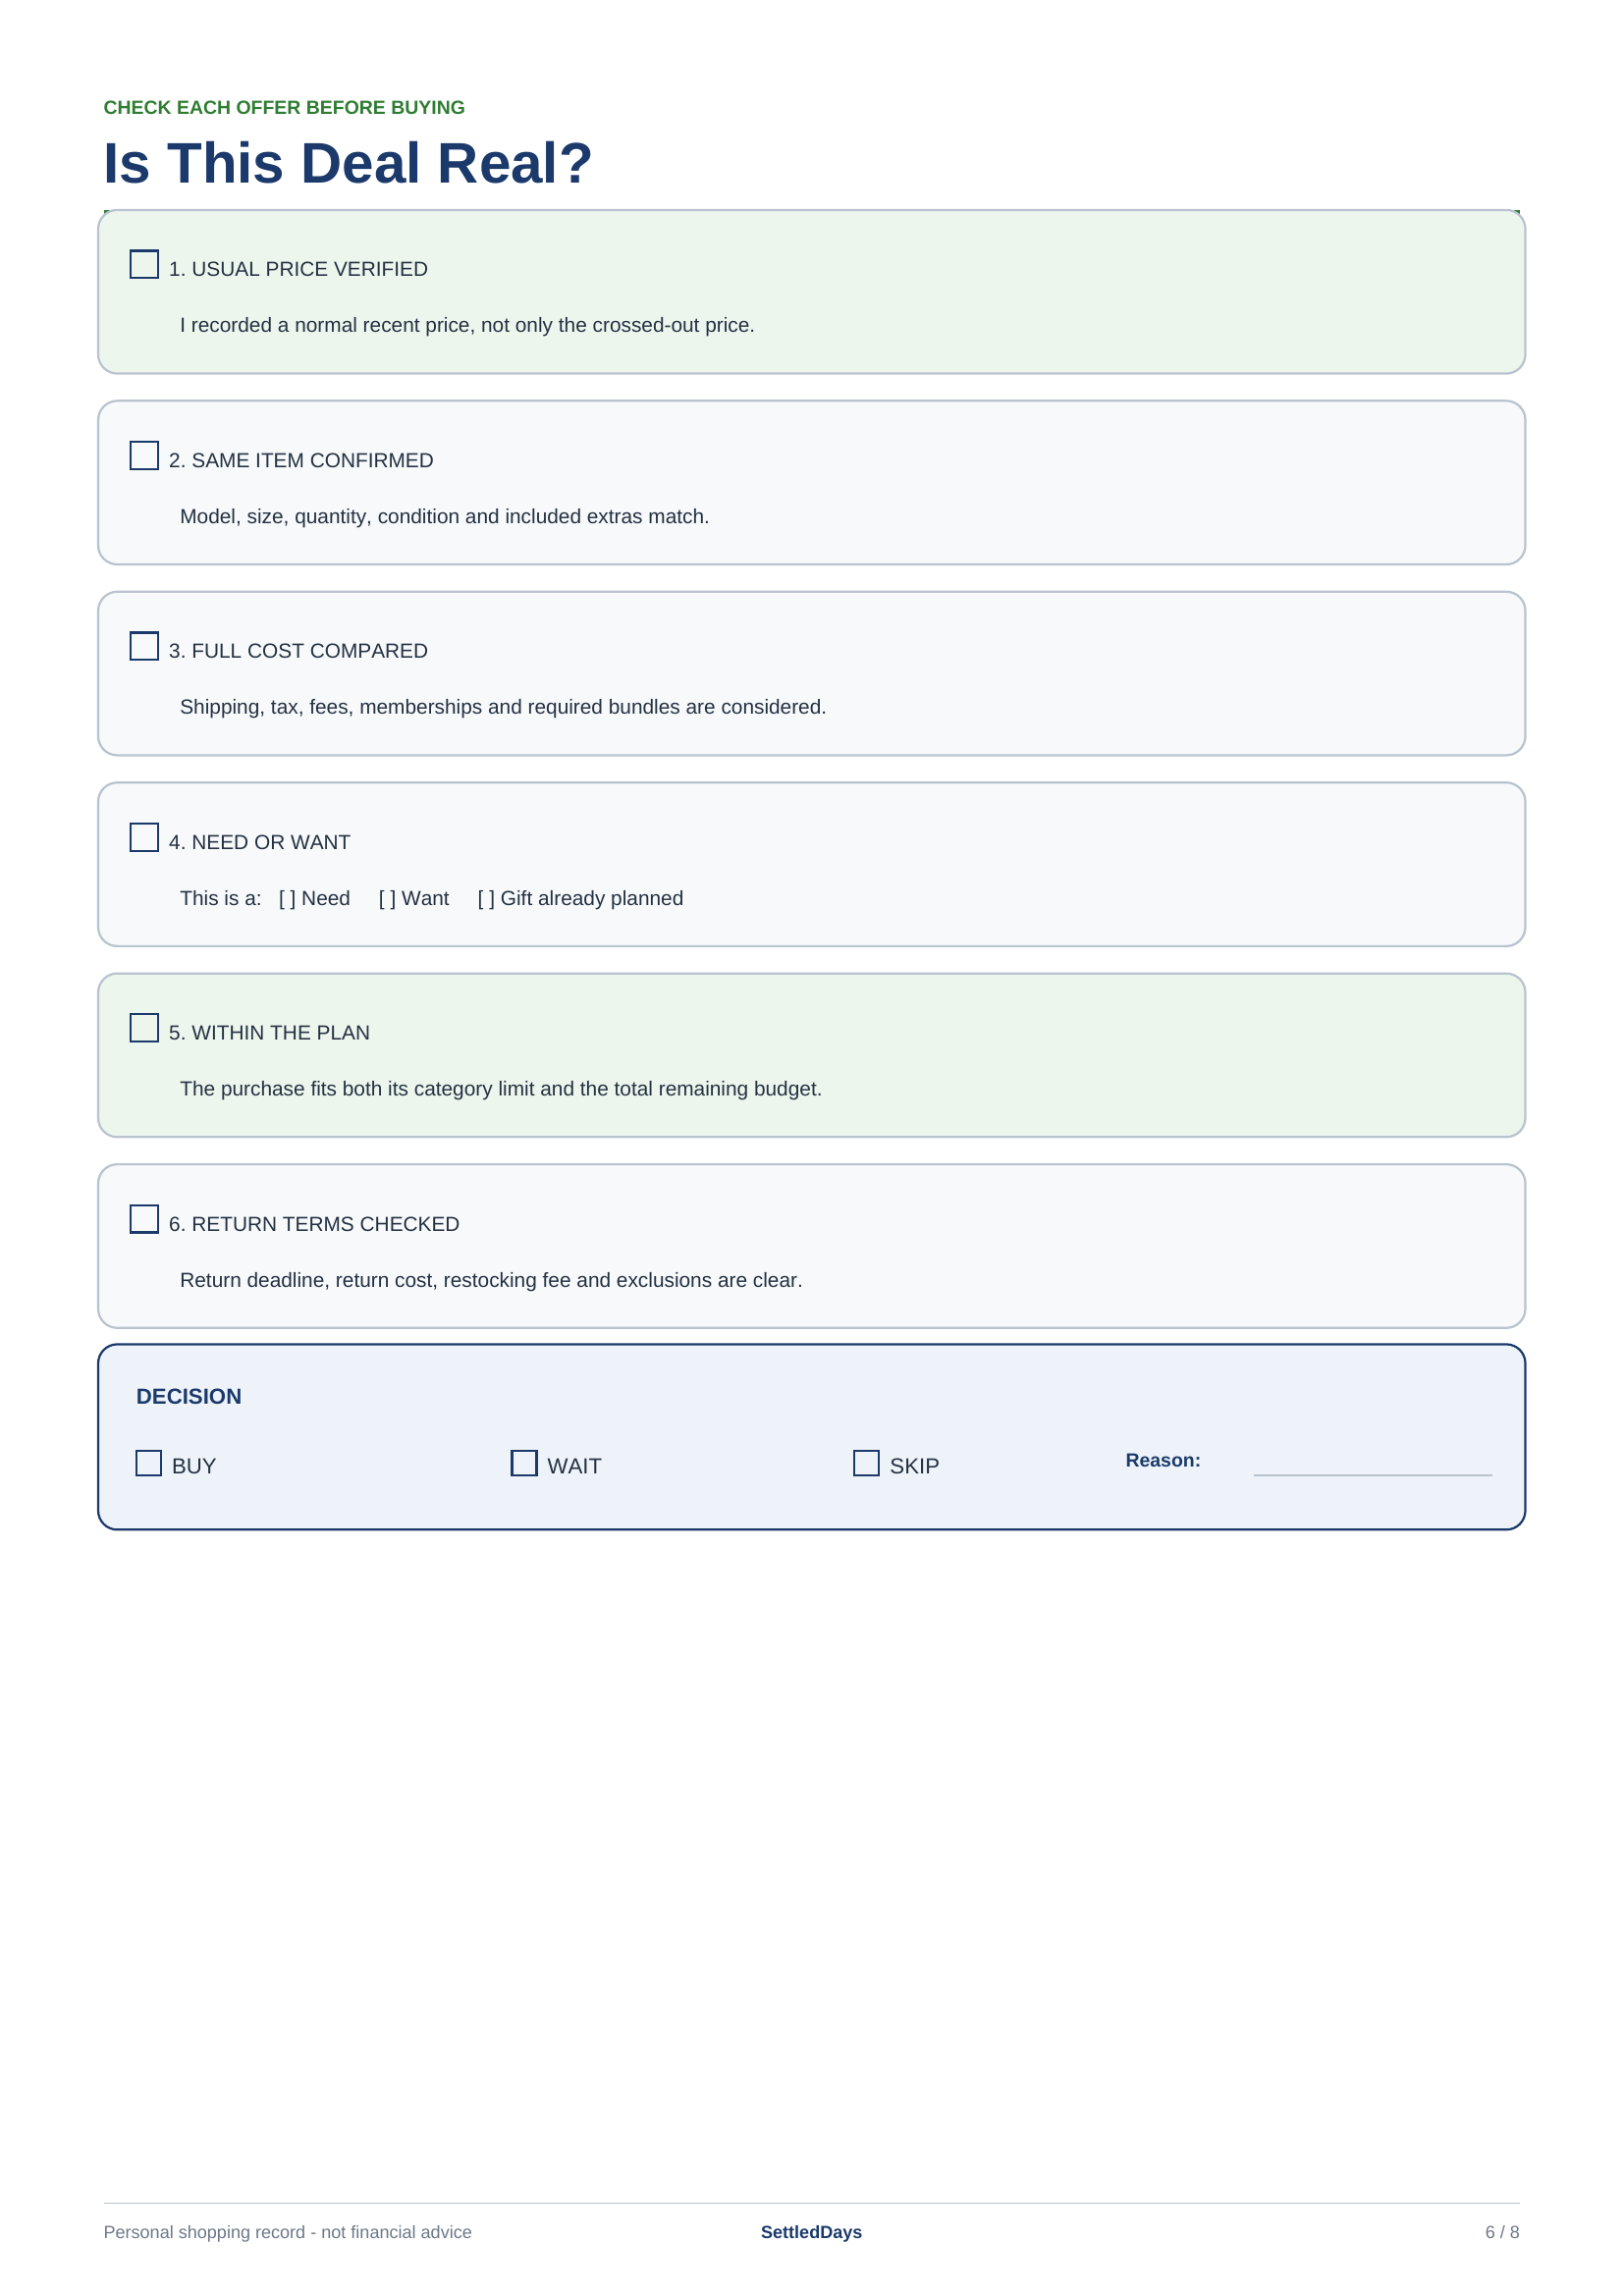 CHECK EACH OFFER BEFORE BUYING
Is This Deal Real?
1. USUAL PRICE VERIFIED
I recorded a normal recent price, not only the crossed-out price.
2. SAME ITEM CONFIRMED
Model, size, quantity, condition and included extras match.
3. FULL COST COMPARED
Shipping, tax, fees, memberships and required bundles are considered.
4. NEED OR WANT
This is a: [ ] Need [ ] Want [ ] Gift already planned
5. WITHIN THE PLAN
The purchase fits both its category limit and the total remaining budget.
6. RETURN TERMS CHECKED
Return deadline, return cost, restocking fee and exclusions are clear.
DECISION
BUY WAIT SKIP Reason:
Personal shopping record - not financial advice SettledDays 6 / 8